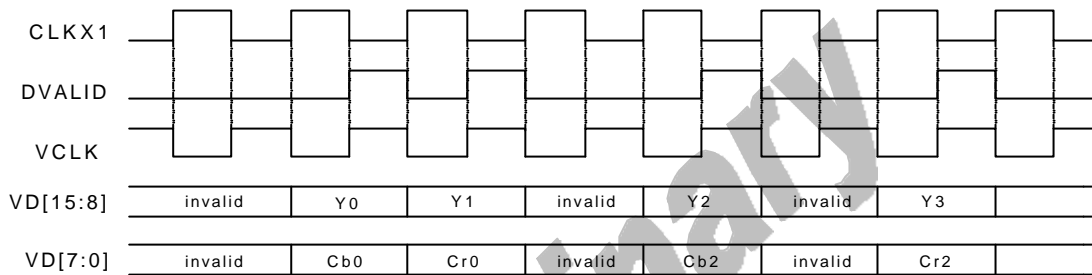 CLKX1
DVALID
VCLK
VD[15:8] invalid Y0 Y1 invalid Y2 invalid Y3
VD[7:0] invalid Cb0 Cr0 invalid Cb2 invalid Cr2
inary